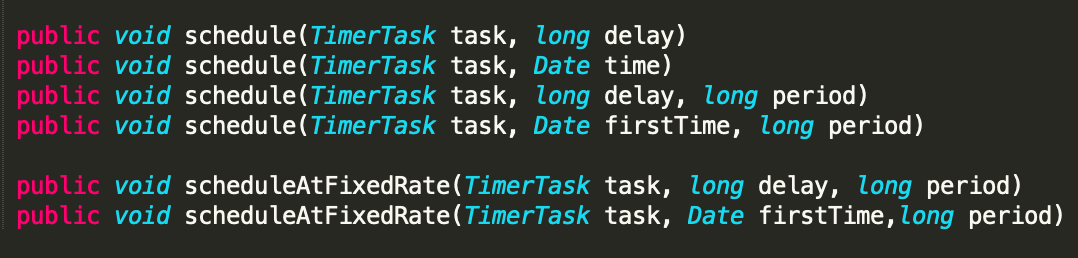 public void schedule(TimerTask task, long delay)
public void schedule(TimerTask task, Date time)
public void schedule(TimerTask task, long delay, long period)
public void schedule(TimerTask task, Date firstTime, long period)
public void scheduleAtFixedRate(TimerTask task, long delay, long period)
public void scheduleAtFixedRate(TimerTask task, Date firstTime,long period)